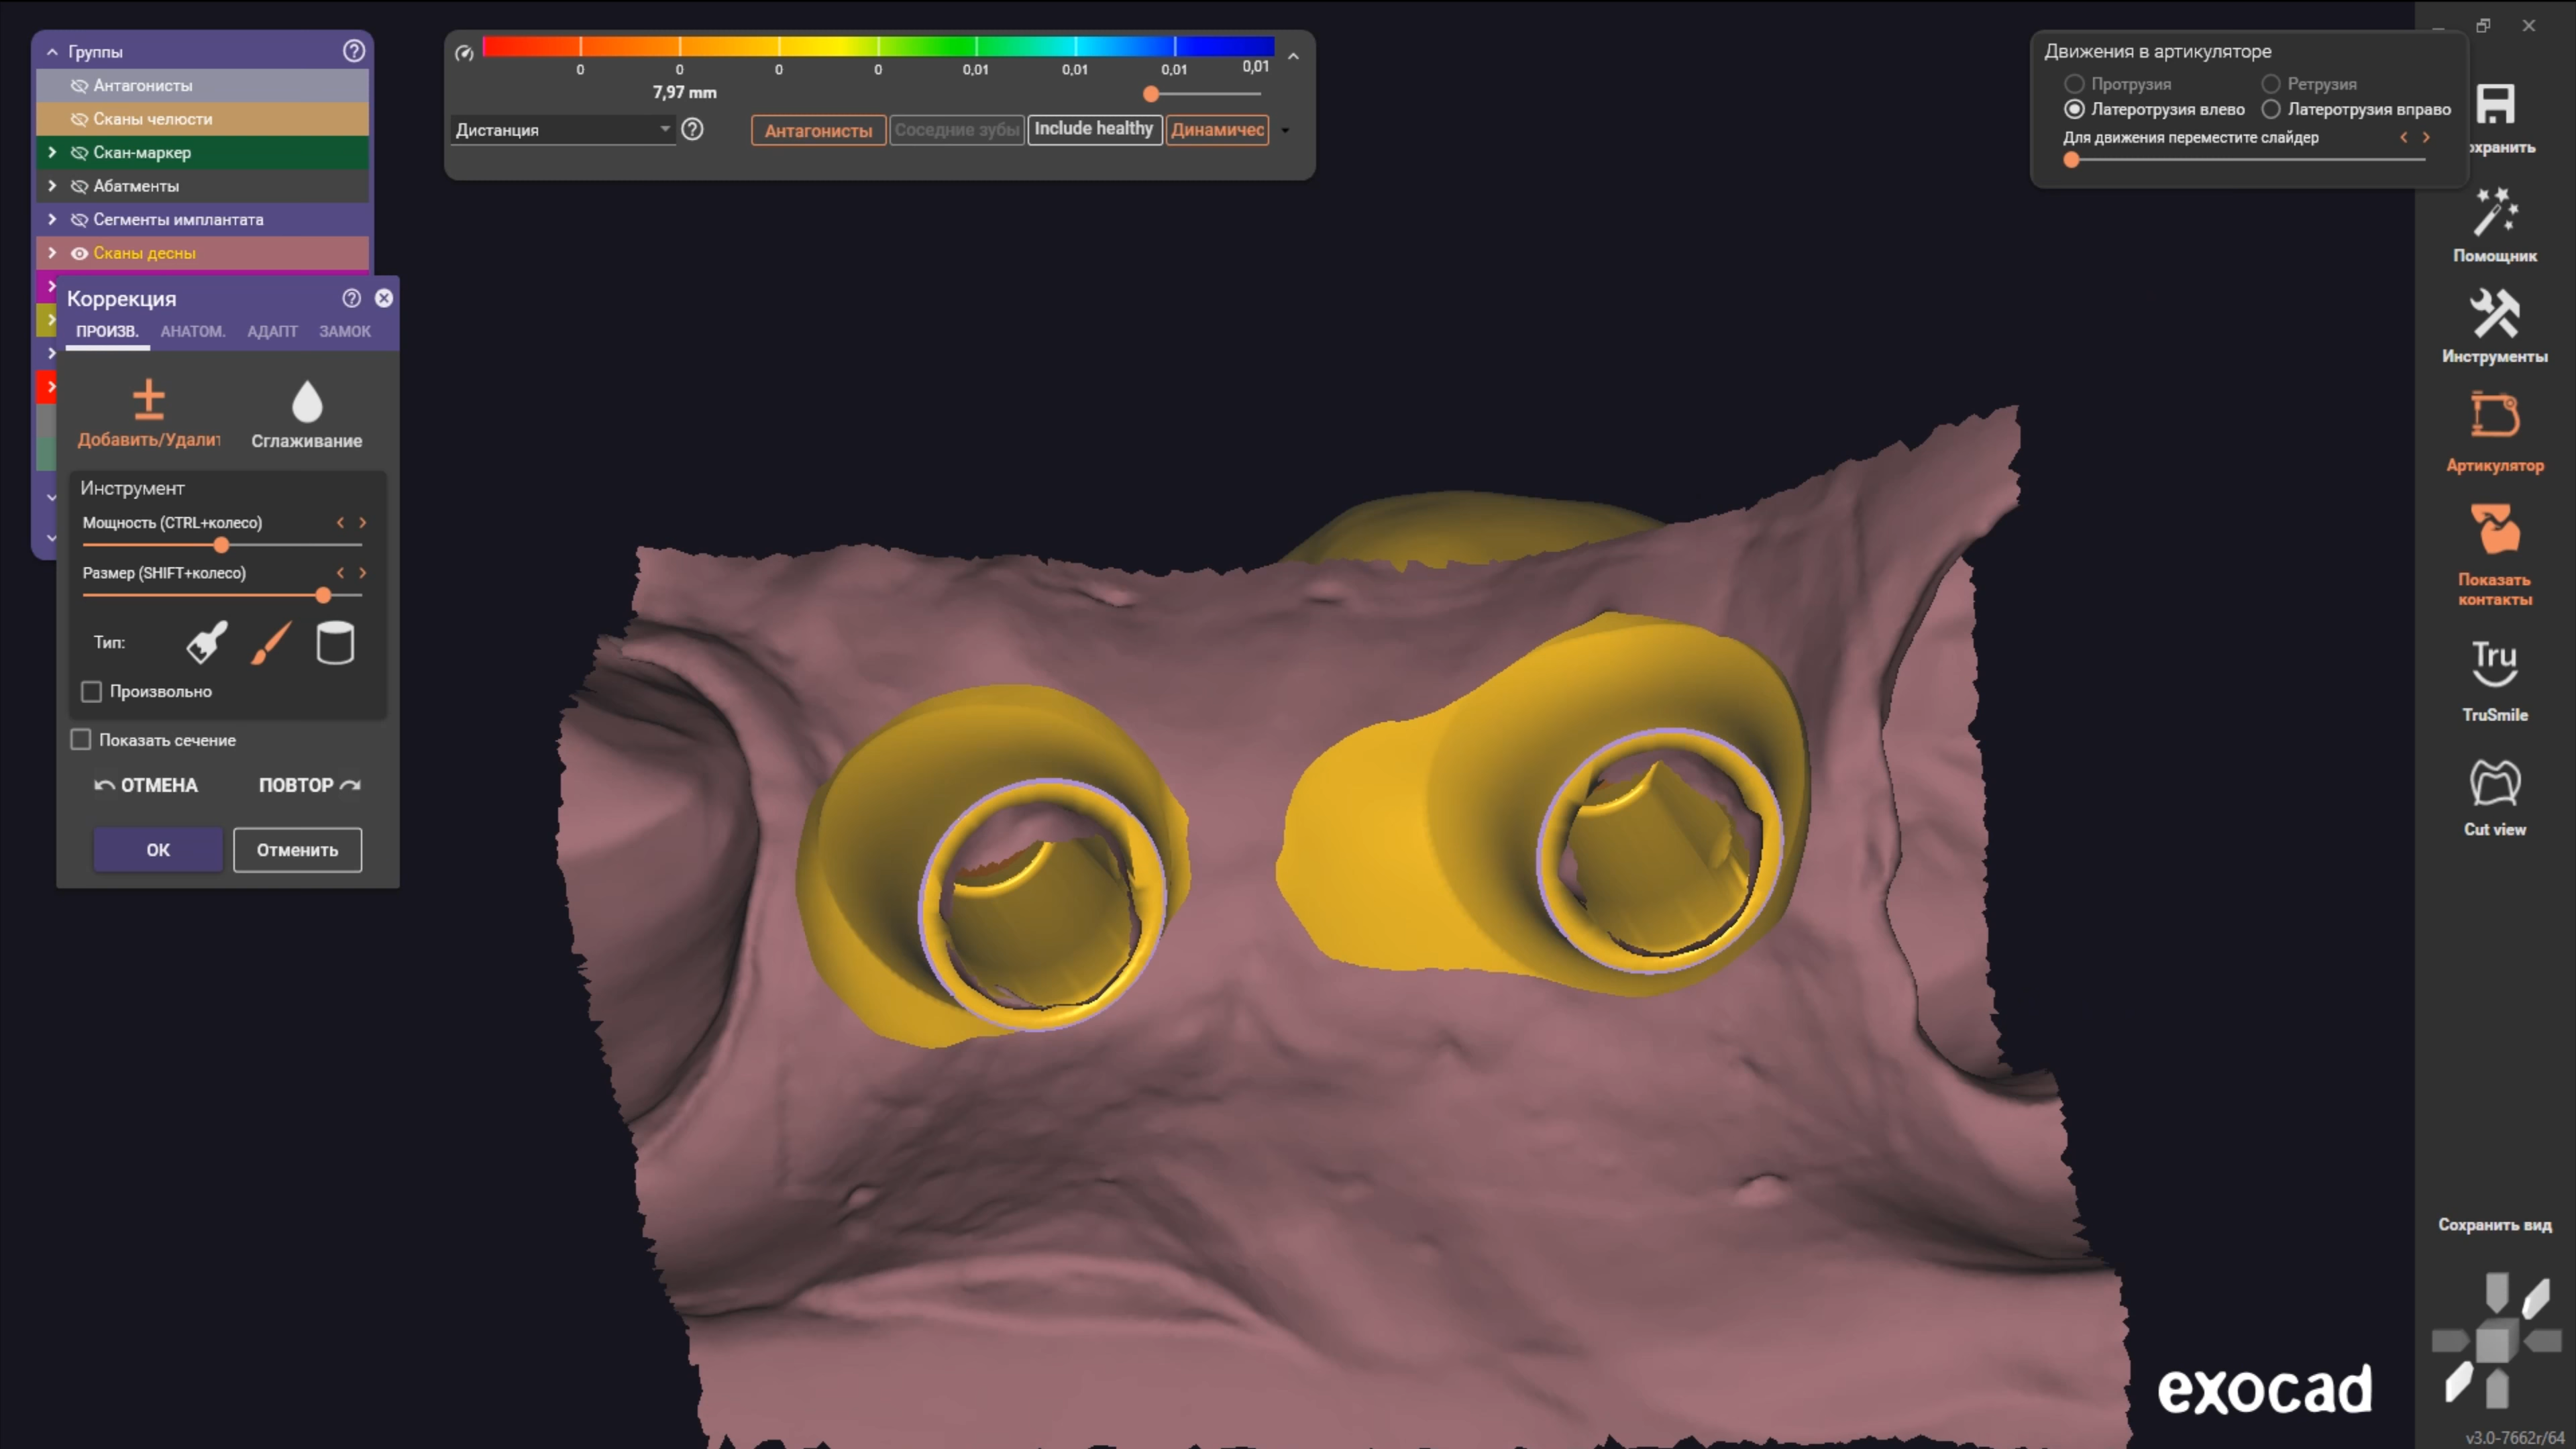 Группы
Антагонисты
Сканы челюсти
Скан-маркер
Абатменты
Сегменты имплантата
Сканы десны
Коррекция
ПРОИЗВ. АНАТОМ. АДАПТ ЗАМОК
Добавить/Удалит Сглаживание
Инструмент
Мощность (CTRL+колесо)
Размер (SHIFT+колесо)
Тип:
Произвольно
Показать сечение
ОТМЕНА ПОВТОР
OK Отменить
0 0 0 0 0,01 0,01 0,01 0,01
7,97 mm
Дистанция
Антагонисты Соседние зубы Include healthy Динамичес
Движения в артикуляторе
Протрузия Ретрузия
Латеротрузия влево Латеротрузия вправо
Для движения переместите слайдер
охранить
Помощник
Инструменты
Артикулятор
Показать
контакты
Tru
TruSmile
Cut view
Сохранить вид
exocad
v3.0-7662r/64